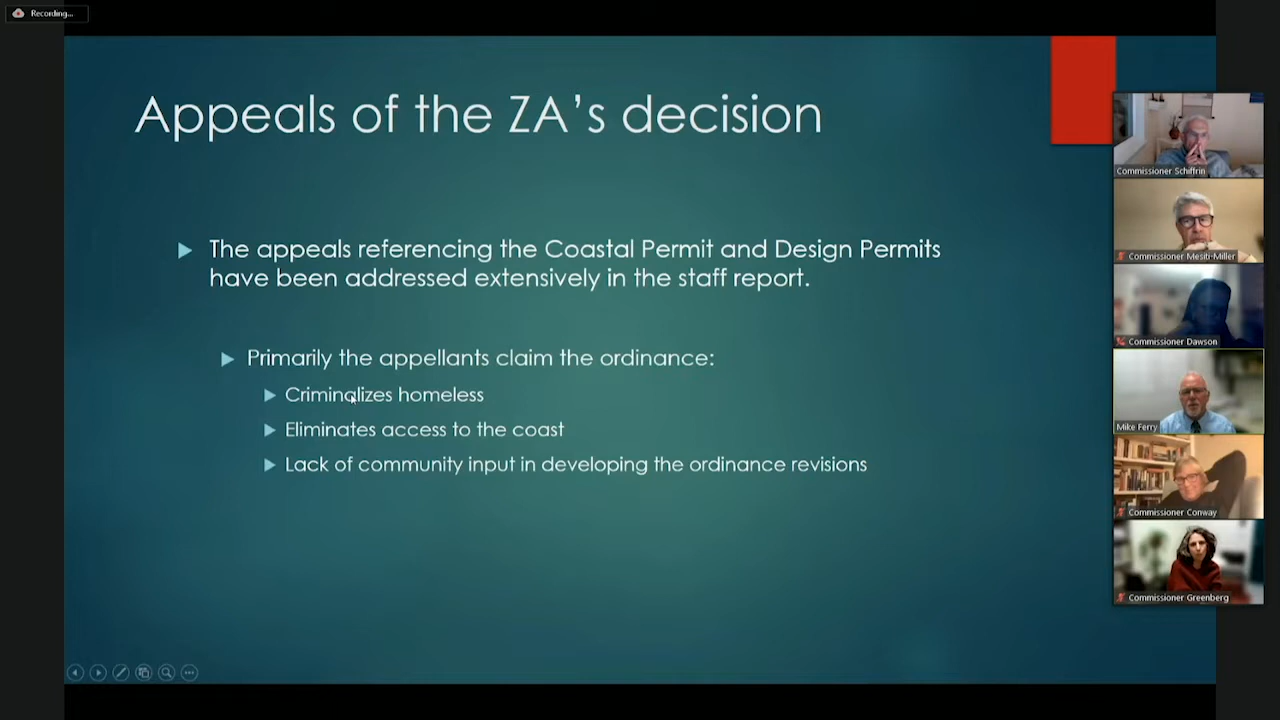 Recording...
Appeals of the ZA's decision
The appeals referencing the Coastal Permit and Design Permits
have been addressed extensively in the staff report.
Primarily the appellants claim the ordinance:
Criminalizes homeless
Eliminates access to the coast
Lack of community input in developing the ordinance revisions
Commissioner Schiffrin
Commissioner Mesiti-Miller
Commissioner Dawson
Mike Ferry
Commissioner Conway
Commissioner Greenberg